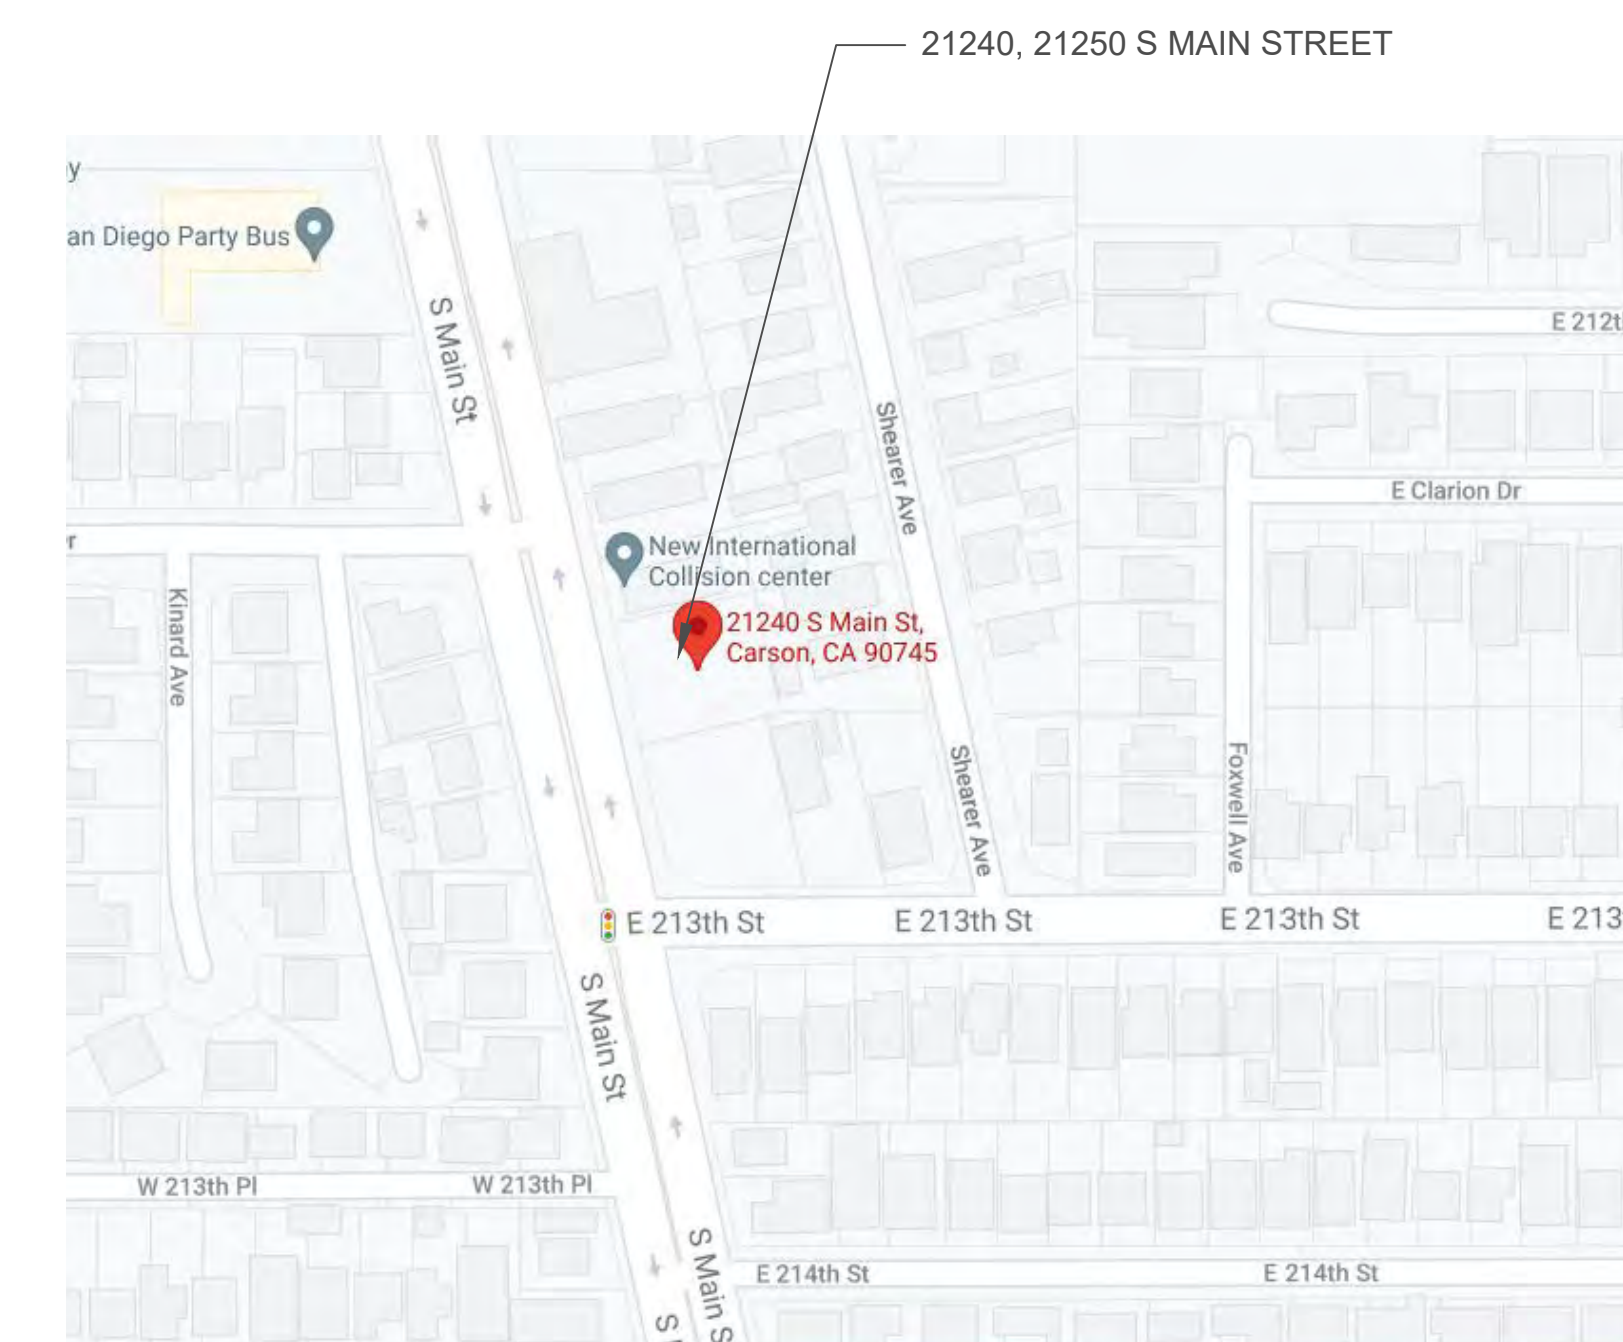 21240, 21250 S MAIN STREET
y
an Diego Party Bus
S Main St
E 212t
Shearer Ave
E Clarion Dr
r
New International
Collision center
Kinard Ave
21240 S Main St,
Carson, CA 90745
Shearer Ave
Foxwell Ave
E 213th St
E 213th St
E 213th St
E 213
S Main St
W 213th Pl
W 213th Pl
S Main S
E 214th St
E 214th St
S